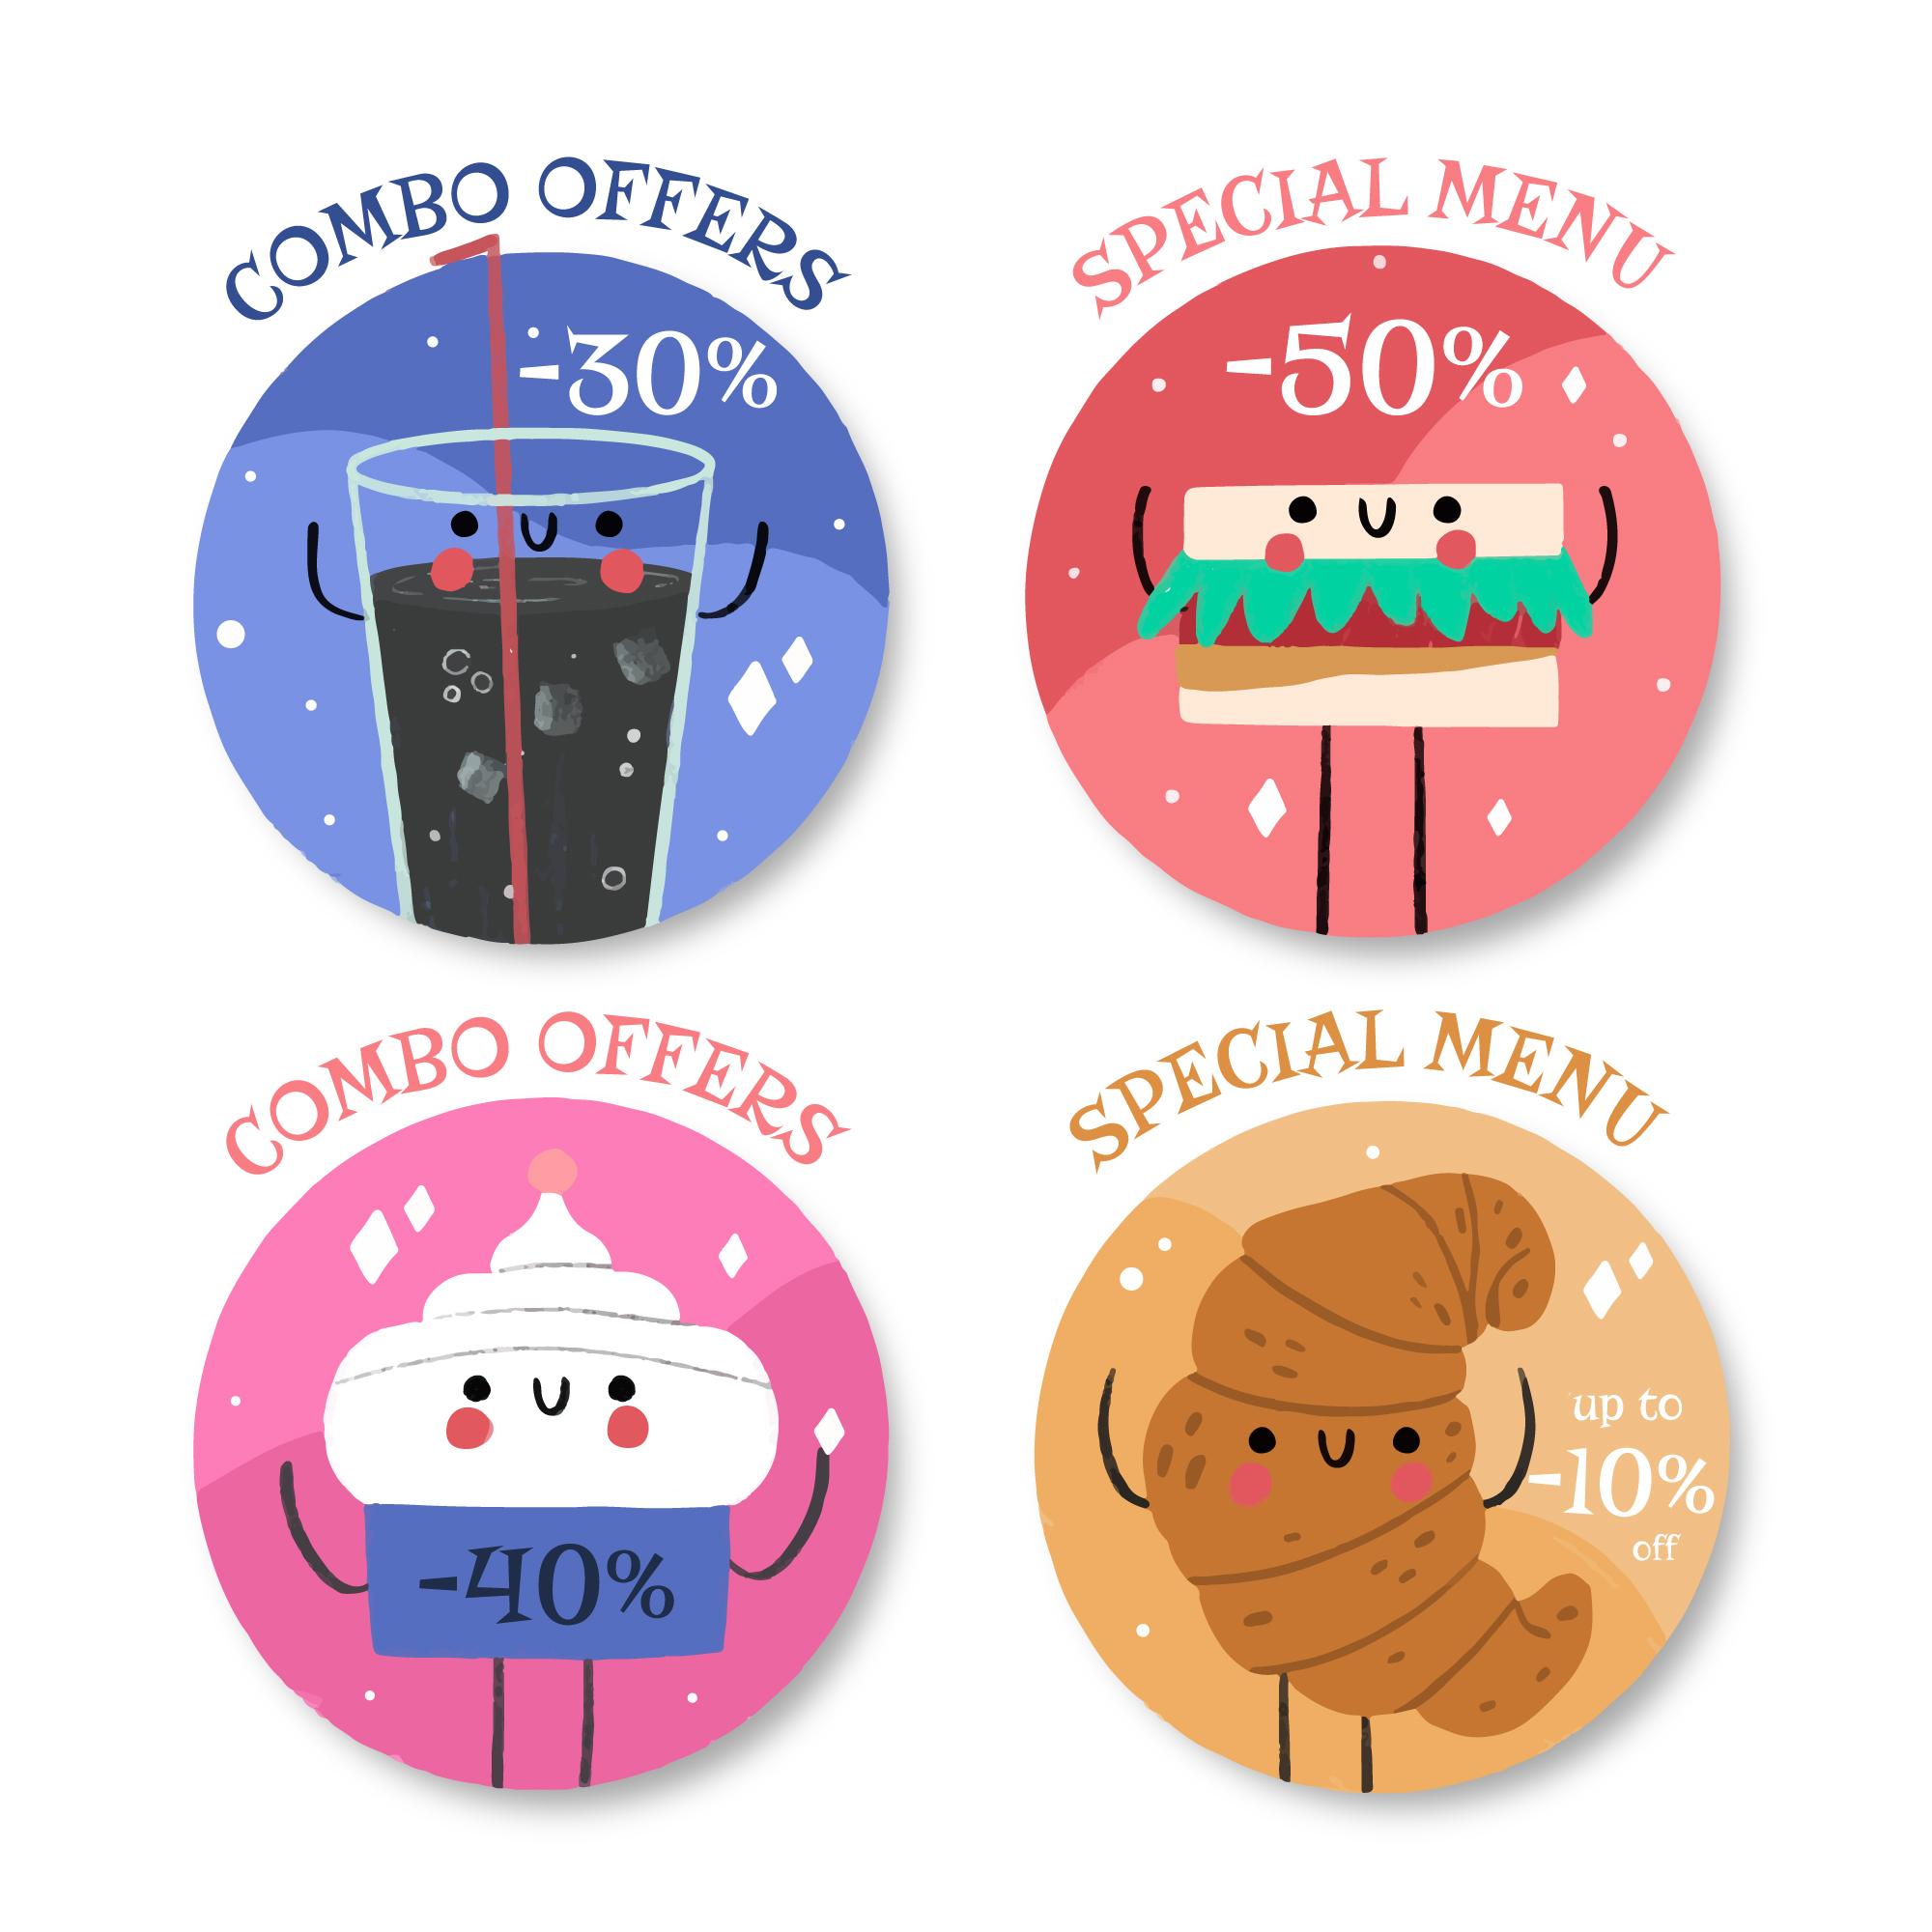 COMBO OFFERS
-30%
SPECIAL MENU
-50%
COMBO OFFERS
-40%
SPECIAL MENU
up to
-10%
off